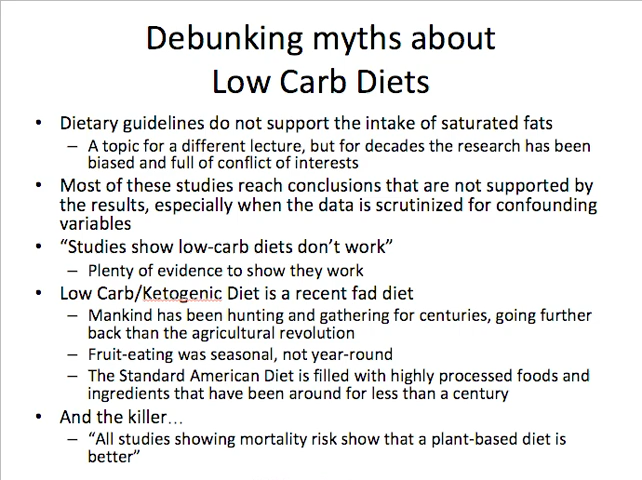 Debunking myths about
Low Carb Diets
• Dietary guidelines do not support the intake of saturated fats
– A topic for a different lecture, but for decades the research has been
biased and full of conflict of interests
• Most of these studies reach conclusions that are not supported by
the results, especially when the data is scrutinized for confounding
variables
• “Studies show low-carb diets don’t work”
– Plenty of evidence to show they work
• Low Carb/Ketogenic Diet is a recent fad diet
– Mankind has been hunting and gathering for centuries, going further
back than the agricultural revolution
– Fruit-eating was seasonal, not year-round
– The Standard American Diet is filled with highly processed foods and
ingredients that have been around for less than a century
• And the killer…
– “All studies showing mortality risk show that a plant-based diet is
better”